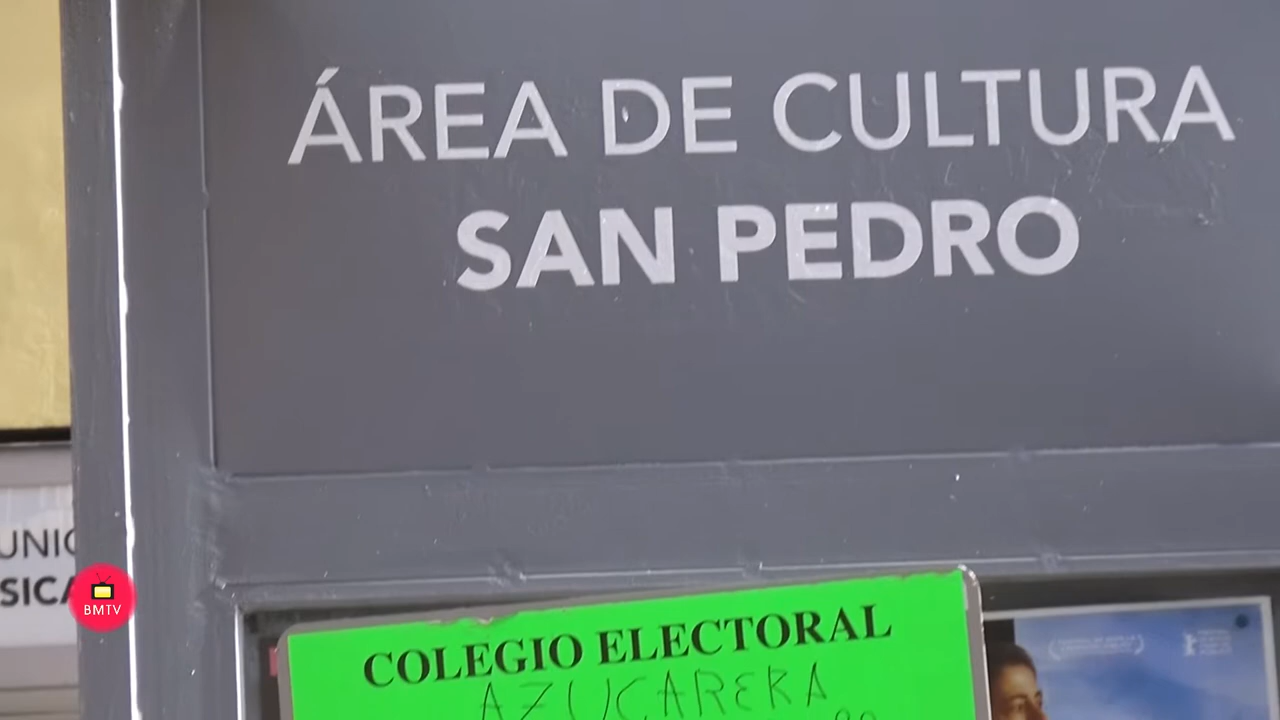 ÁREA DE CULTURA
SAN PEDRO
BMTV
COLEGIO ELECTORAL
AZUCARERA